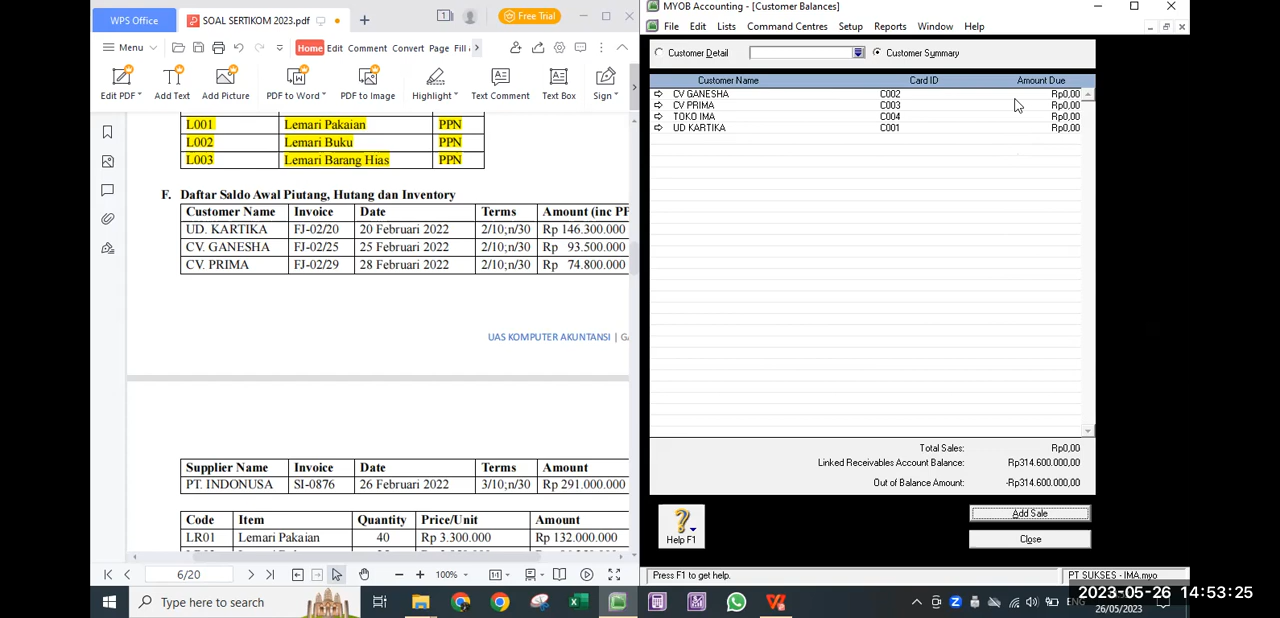 WPS Office
SOAL SERTIKOM 2023.pdf
Free Trial
Menu
Home Edit Comment Convert Page Fill
Edit PDF
Add Text
Add Picture
PDF to Word
PDF to Image
Highlight
Text Comment
Text Box
Sign
L001 Lemari Pakaian PPN
L002 Lemari Buku PPN
L003 Lemari Barang Hias PPN
F. Daftar Saldo Awal Piutang, Hutang dan Inventory
Customer Name Invoice Date Terms Amount (inc PP
UD. KARTIKA FJ-02/20 20 Februari 2022 2/10;n/30 Rp 146.300.000
CV. GANESHA FJ-02/25 25 Februari 2022 2/10;n/30 Rp 93.500.000
CV. PRIMA FJ-02/29 28 Februari 2022 2/10;n/30 Rp 74.800.000
UAS KOMPUTER AKUNTANSI | GA
Supplier Name Invoice Date Terms Amount
PT. INDONUSA SI-0876 26 Februari 2022 3/10;n/30 Rp 291.000.000
Code Item Quantity Price/Unit Amount
LR01 Lemari Pakaian 40 Rp 3.300.000 Rp 132.000.000
6/20
100%
MYOB Accounting - [Customer Balances]
File Edit Lists Command Centres Setup Reports Window Help
Customer Detail
Customer Summary
Customer Name Card ID Amount Due
CV GANESHA C002 Rp0,00
CV PRIMA C003 Rp0,00
TOKO IMA C004 Rp0,00
UD KARTIKA C001 Rp0,00
Total Sales: Rp0,00
Linked Receivables Account Balance: Rp314.600.000,00
Out of Balance Amount: -Rp314.600.000,00
Help F1
Add Sale
Close
Press F1 to get help.
PT SUKSES - IMA.myo
Type here to search
ENG
2023-05-26 14:53:25
26/05/2023